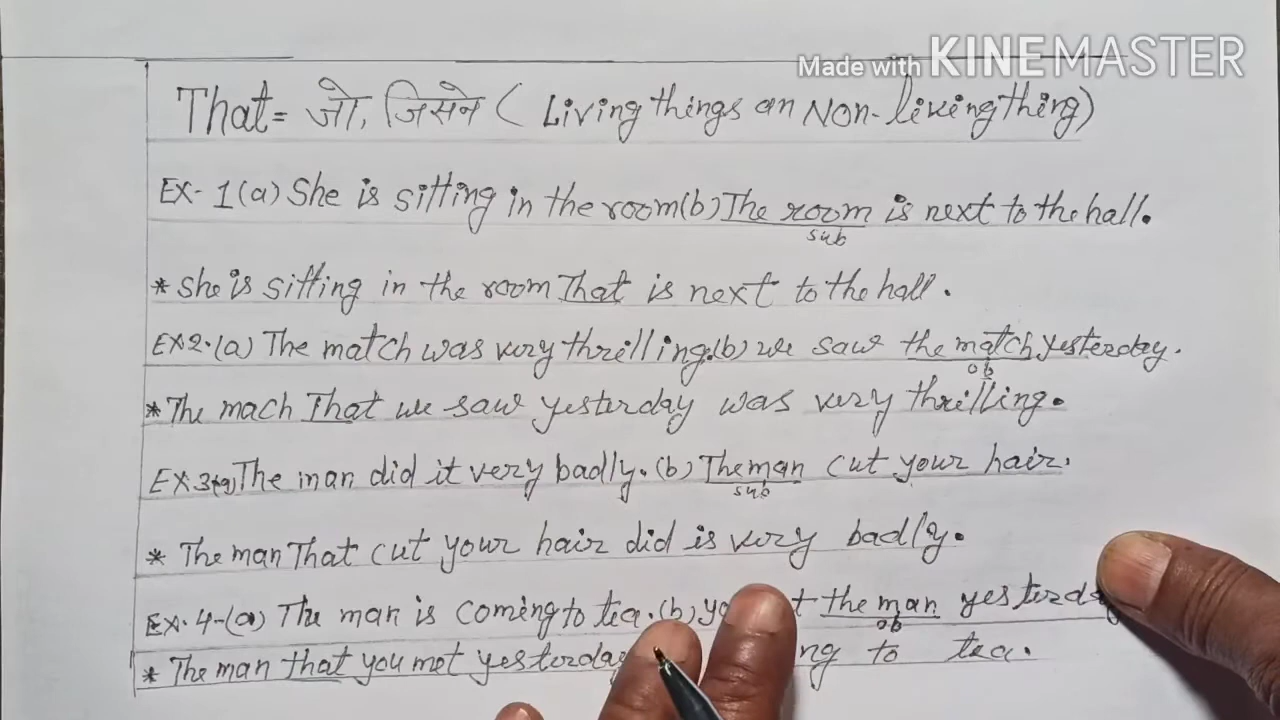 Made with KINEMASTER
That = जो, जिसने ( Living things an Non-living thing)
Ex- 1(a) She is sitting in the room(b) The room is next to the hall.
sub
* She is sitting in the room That is next to the hall.
EX2.(a) The match was very thrilling.(b) we saw the match yesterday.
ob
* The mach That we saw yesterday was very thrilling.
EX3(a) The man did it very badly. (b) The man cut your hair.
sub
* The man That cut your hair did is very badly.
Ex. 4-(a) The man is coming to tea. (b) the man yesterday
ob
* The man that you met yesterday to tea.